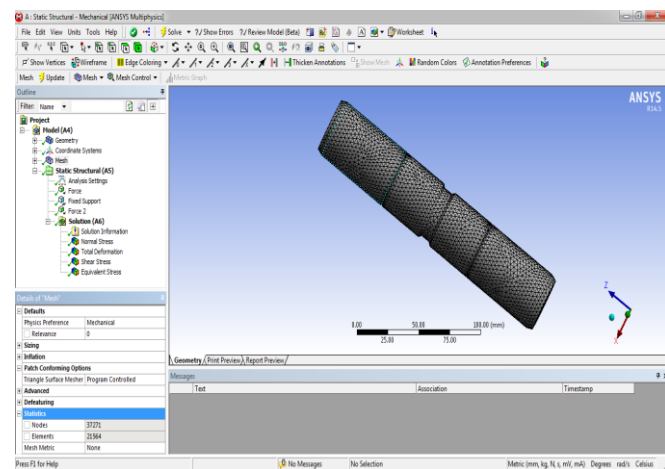 A : Static Structural - Mechanical [ANSYS Multiphysics]
File Edit View Units Tools Help Solve ?/ Show Errors ?/ Review Model (Beta) A Worksheet
Show Vertices Wireframe Edge Coloring Thicken Annotations Show Mesh Random Colors Annotation Preferences
Mesh Update Mesh Mesh Control Metric Graph
Outline
Filter: Name
Project
Model (A4)
Geometry
Coordinate Systems
Mesh
Static Structural (A5)
Analysis Settings
Force
Fixed Support
Force 2
Solution (A6)
Solution Information
Normal Stress
Total Deformation
Shear Stress
Equivalent Stress
ANSYS
R14.5
Z
X
0.00 50.00 100.00 (mm)
25.00 75.00
Details of "Mesh"
Defaults
Physics Preference Mechanical
Relevance 0
Sizing
Inflation
Patch Conforming Options
Triangle Surface Mesher Program Controlled
Advanced
Defeaturing
Statistics
Nodes 37271
Elements 21564
Mesh Metric None
Geometry Print Preview Report Preview
Messages
Text Association Timestamp
Press F1 for Help No Messages No Selection Metric (mm, kg, N, s, mV, mA) Degrees rad/s Celsius